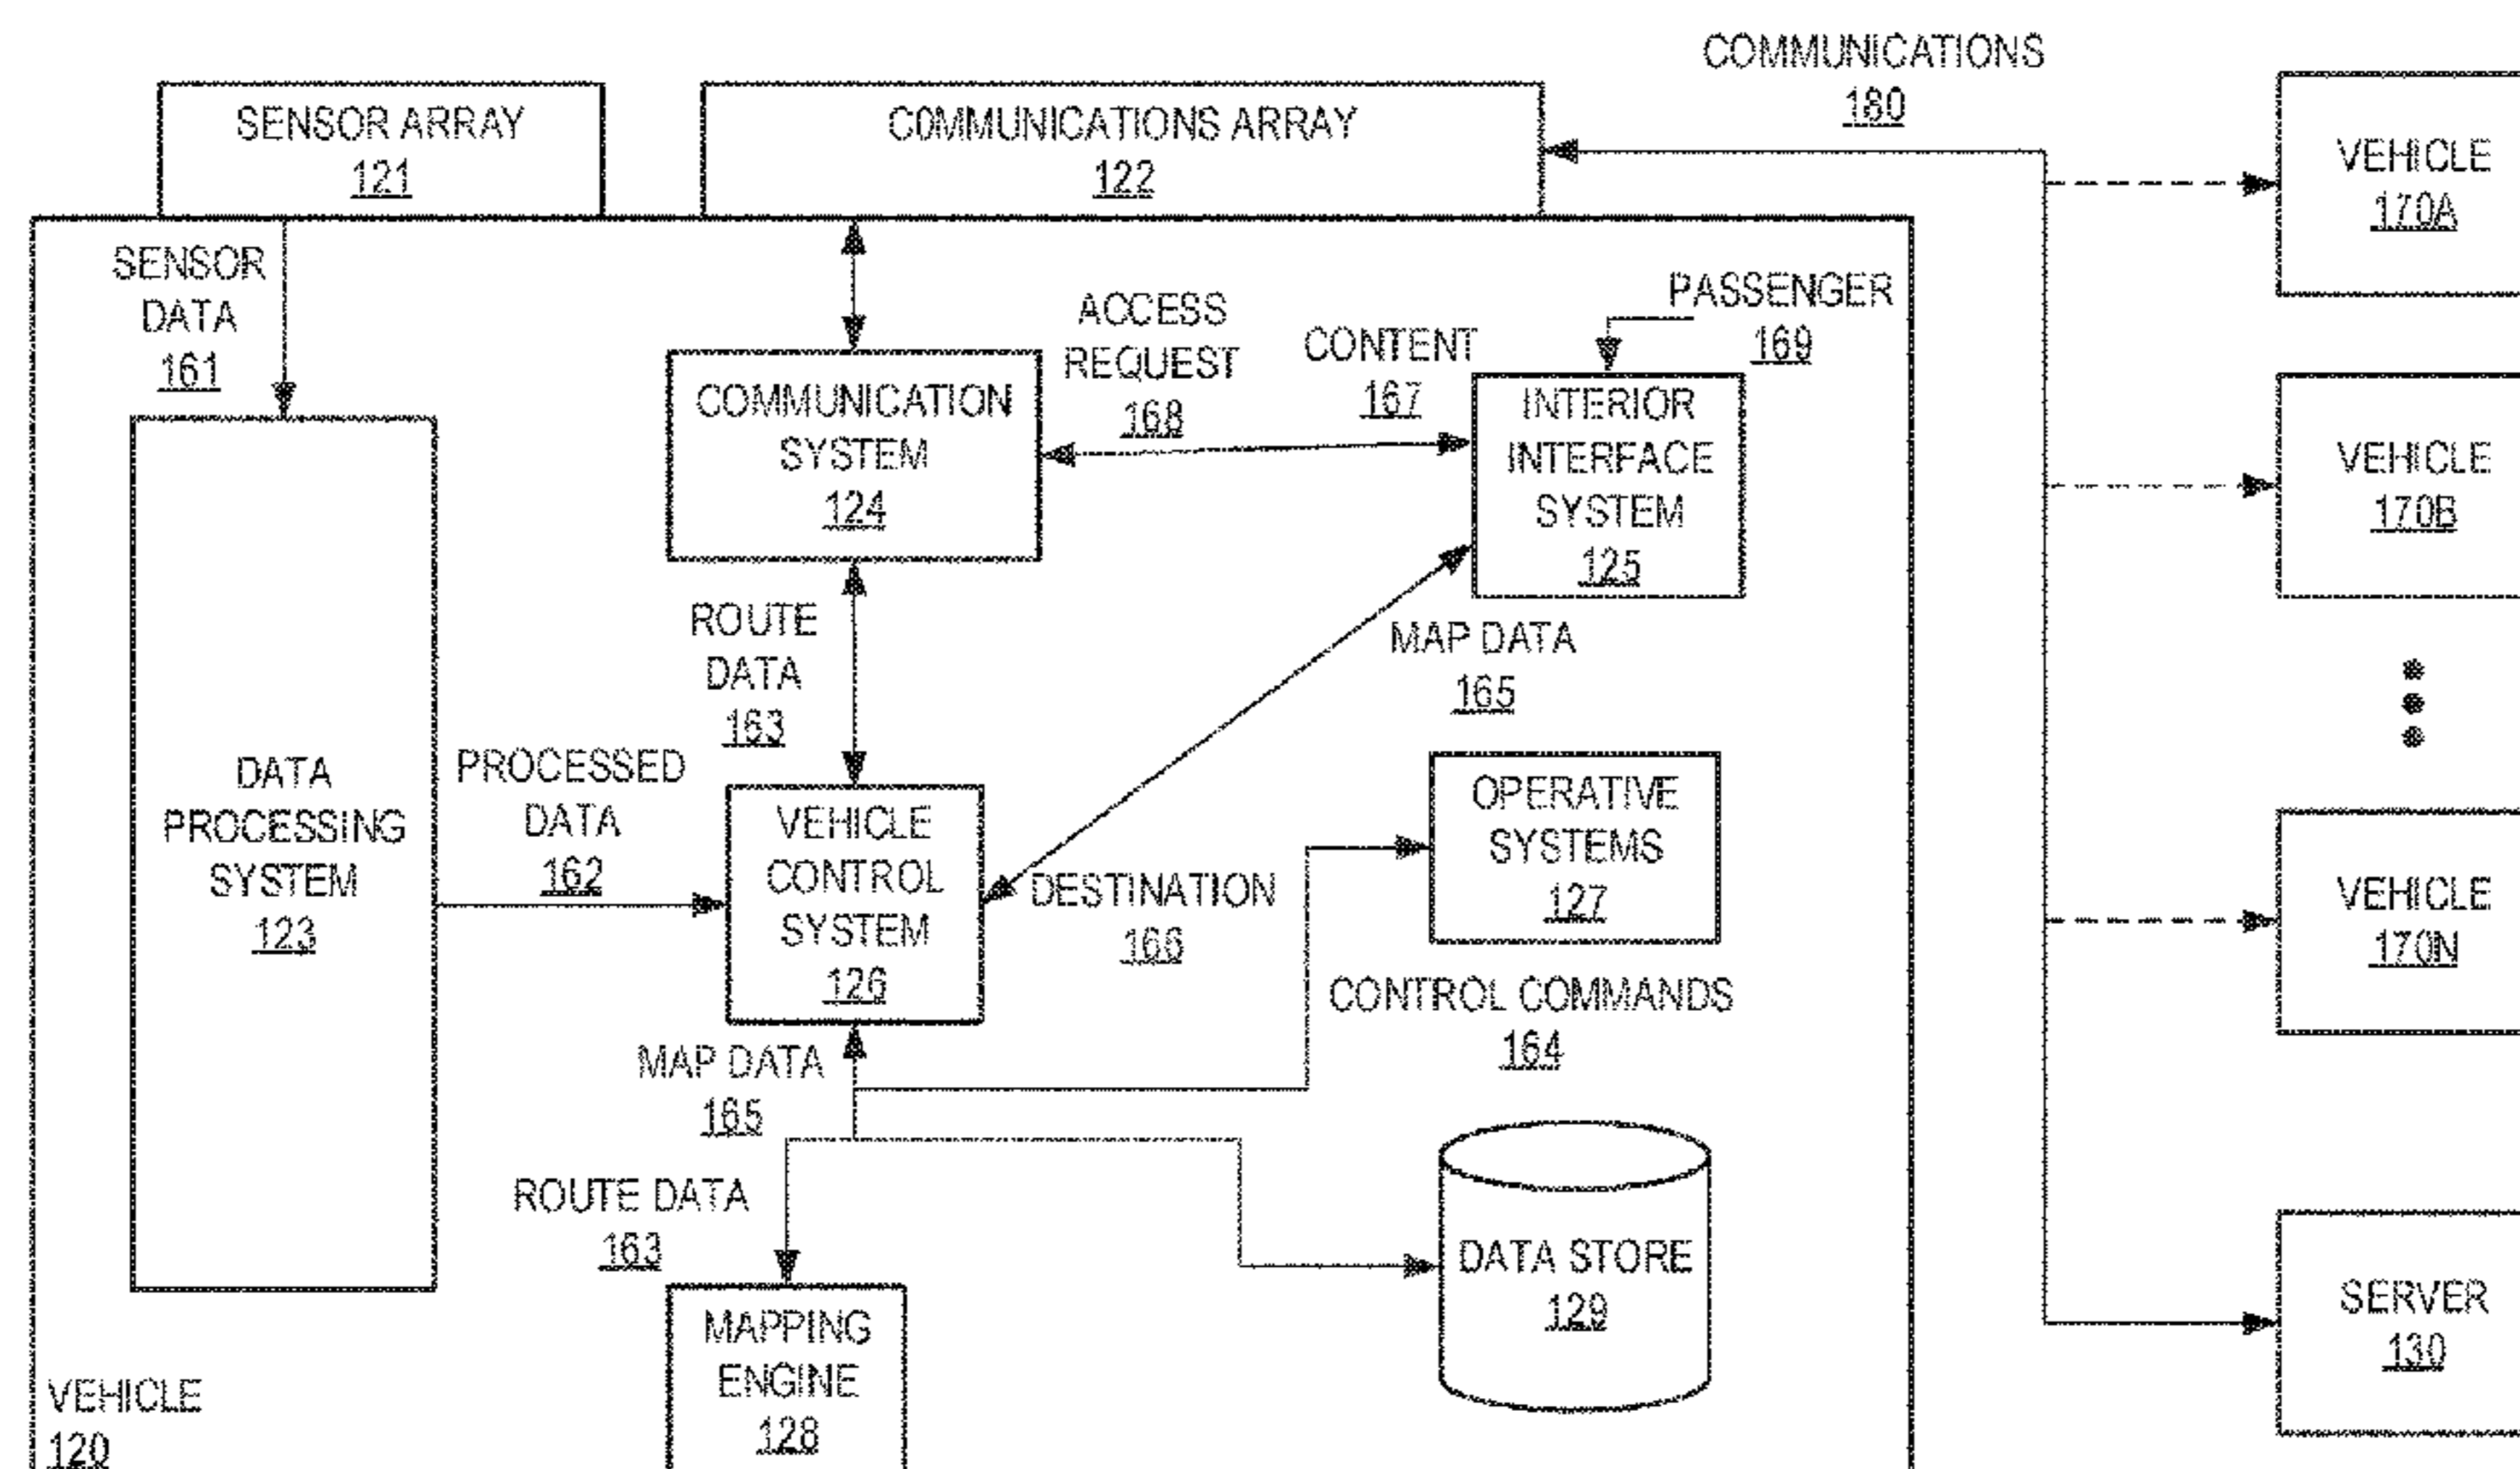 COMMUNICATIONS
180
SENSOR ARRAY
121
COMMUNICATIONS ARRAY
122
VEHICLE
170A
SENSOR
DATA
161
ACCESS
REQUEST
168
CONTENT
167
PASSENGER
169
COMMUNICATION
SYSTEM
124
INTERIOR
INTERFACE
SYSTEM
125
VEHICLE
170B
ROUTE
DATA
163
MAP DATA
165
DATA
PROCESSING
SYSTEM
123
PROCESSED
DATA
162
VEHICLE
CONTROL
SYSTEM
126
DESTINATION
166
OPERATIVE
SYSTEMS
127
VEHICLE
170N
CONTROL COMMANDS
164
MAP DATA
165
ROUTE DATA
163
DATA STORE
129
SERVER
130
MAPPING
ENGINE
128
VEHICLE
120